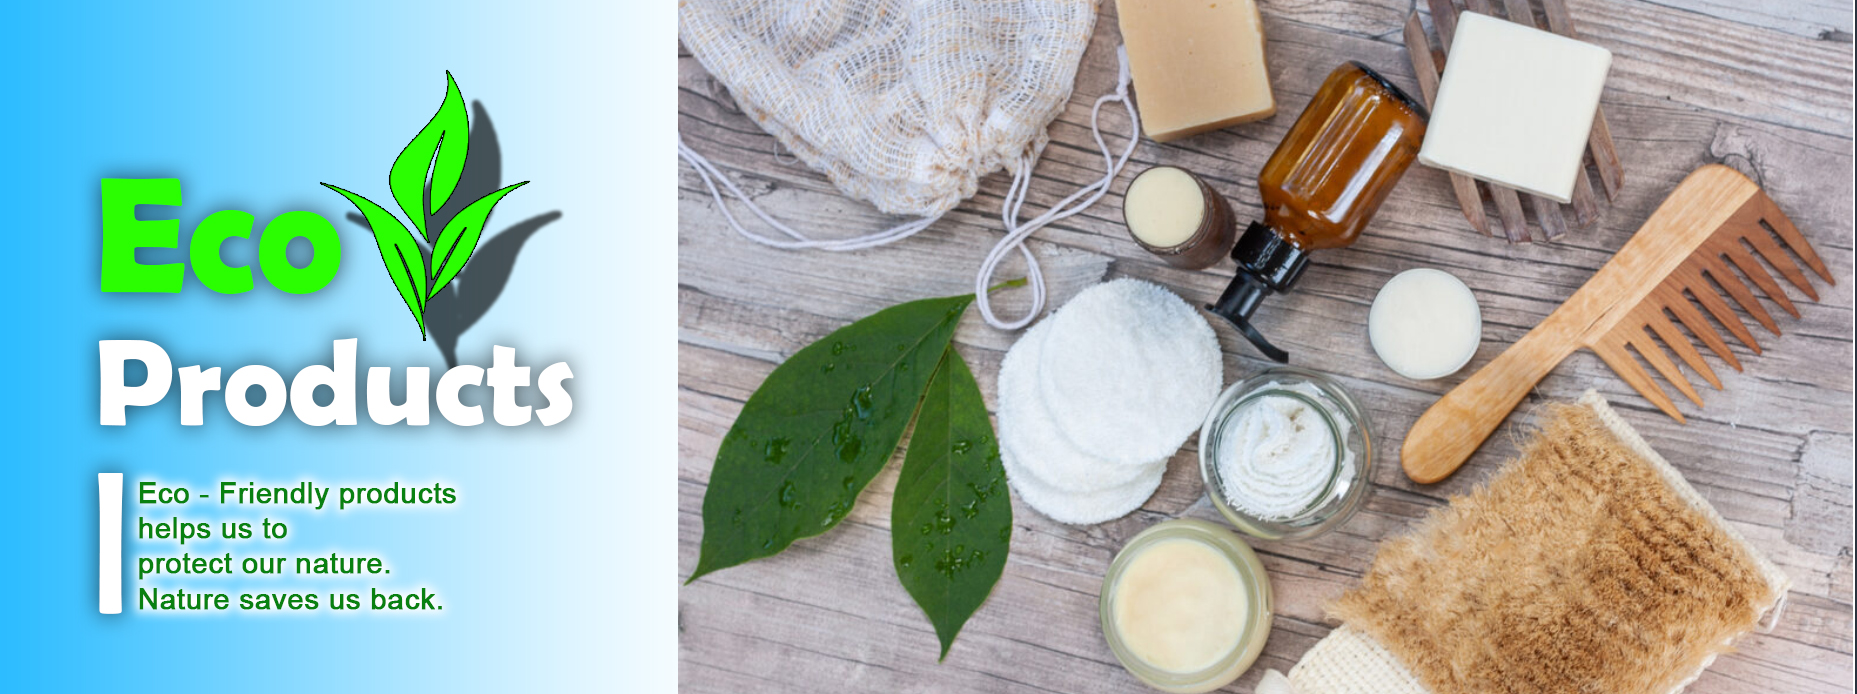 Eco
Products
Eco - Friendly products
helps us to
protect our nature.
Nature saves us back.